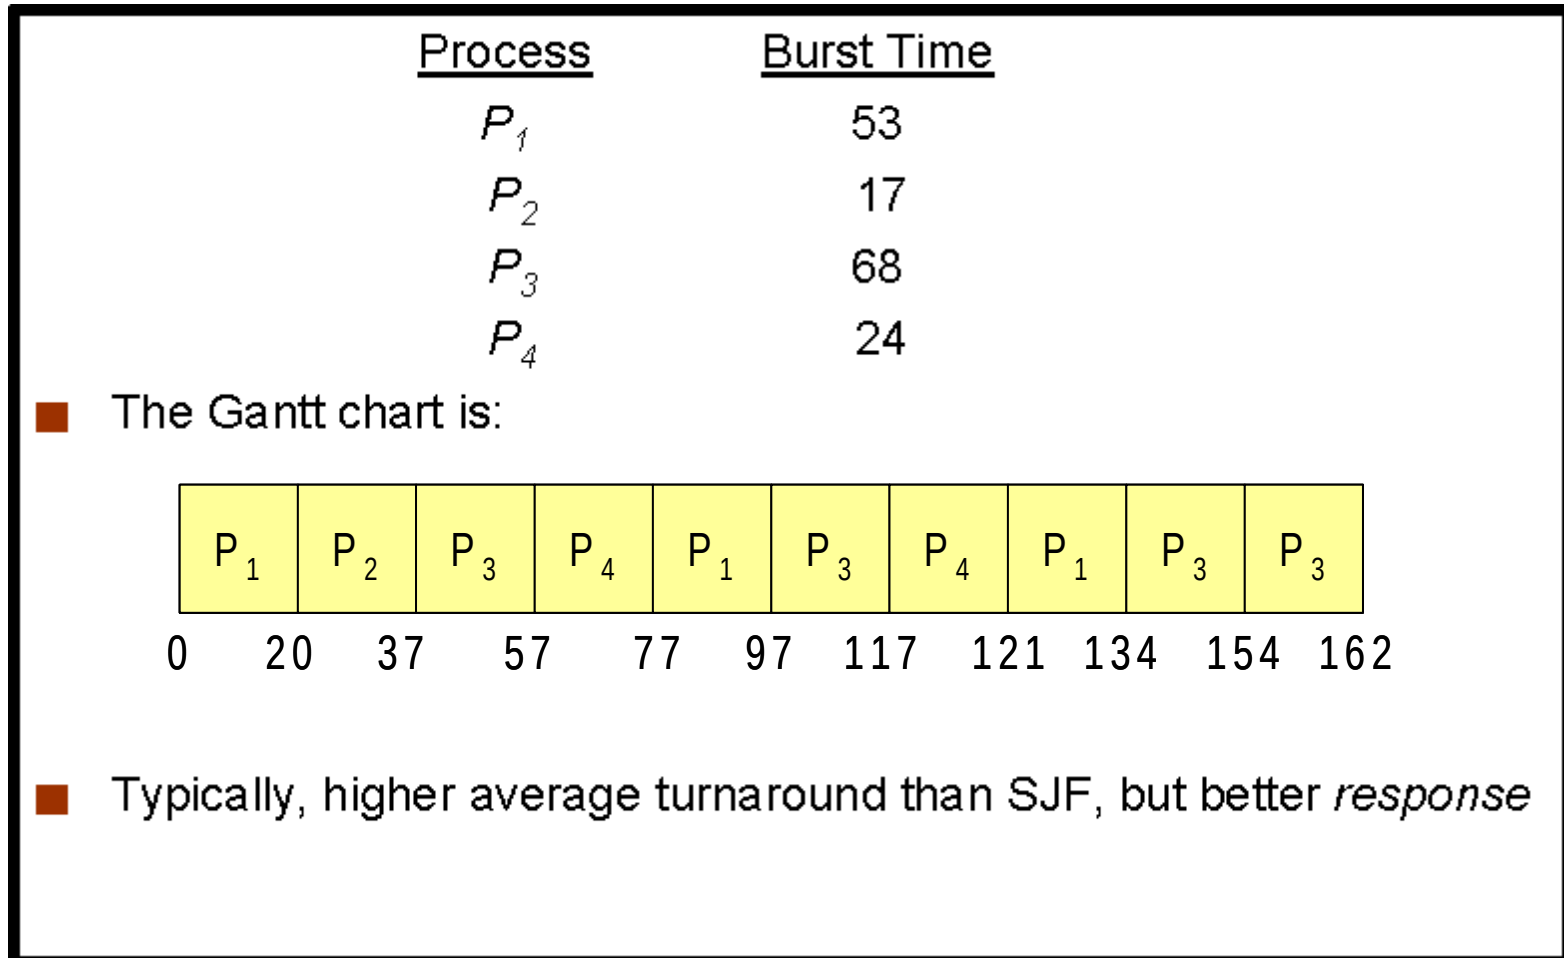 Process Burst Time
P1 53
P2 17
P3 68
P4 24
The Gantt chart is:
P1 P2 P3 P4 P1 P3 P4 P1 P3 P3
0 20 37 57 77 97 117 121 134 154 162
Typically, higher average turnaround than SJF, but better response